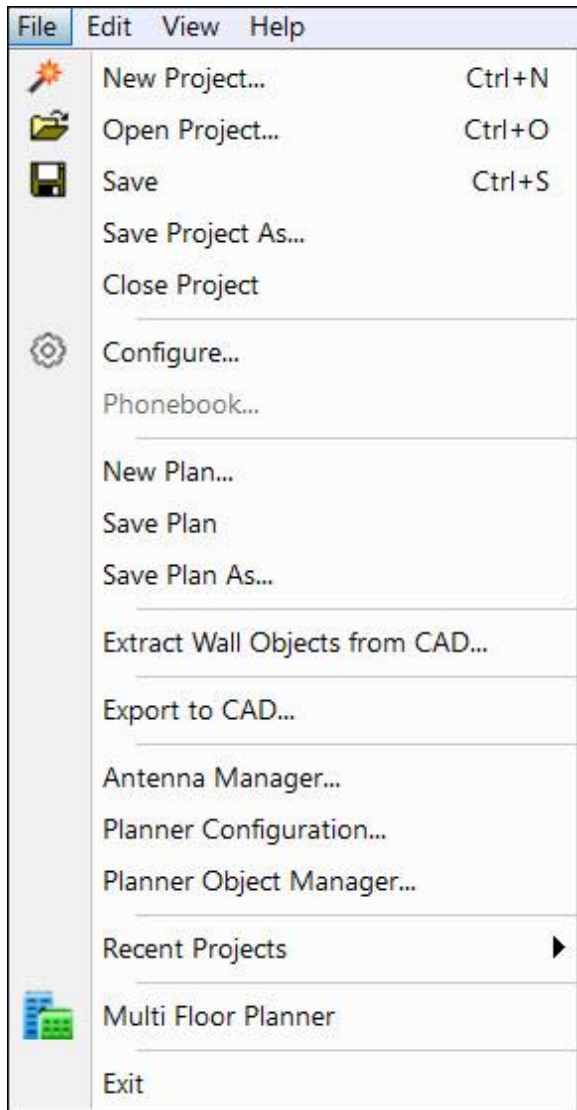 File Edit View Help
New Project... Ctrl+N
Open Project... Ctrl+O
Save Ctrl+S
Save Project As...
Close Project
Configure...
Phonebook...
New Plan...
Save Plan
Save Plan As...
Extract Wall Objects from CAD...
Export to CAD...
Antenna Manager...
Planner Configuration...
Planner Object Manager...
Recent Projects
Multi Floor Planner
Exit